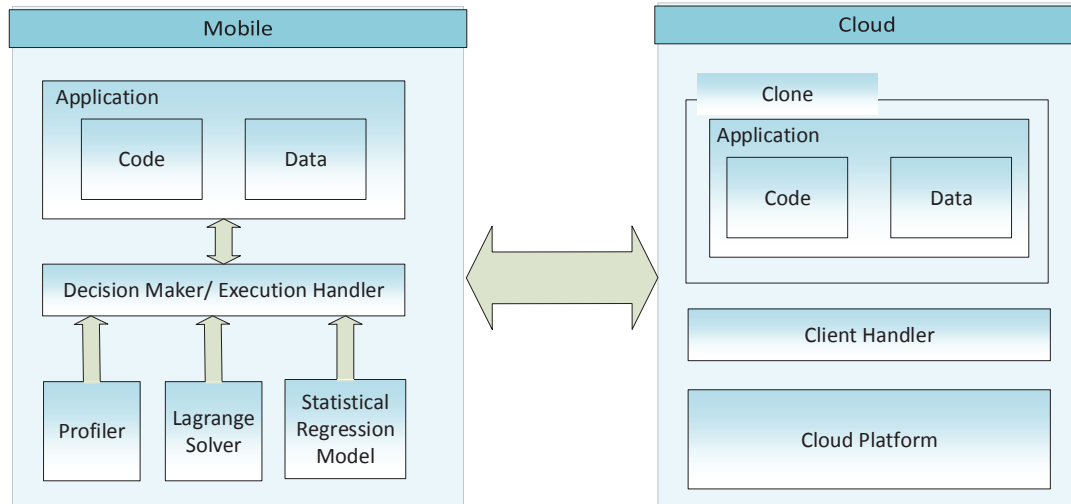 Mobile
Application
Code
Data
Decision Maker/ Execution Handler
Profiler
Lagrange
Solver
Statistical
Regression
Model
Cloud
Clone
Application
Code
Data
Client Handler
Cloud Platform